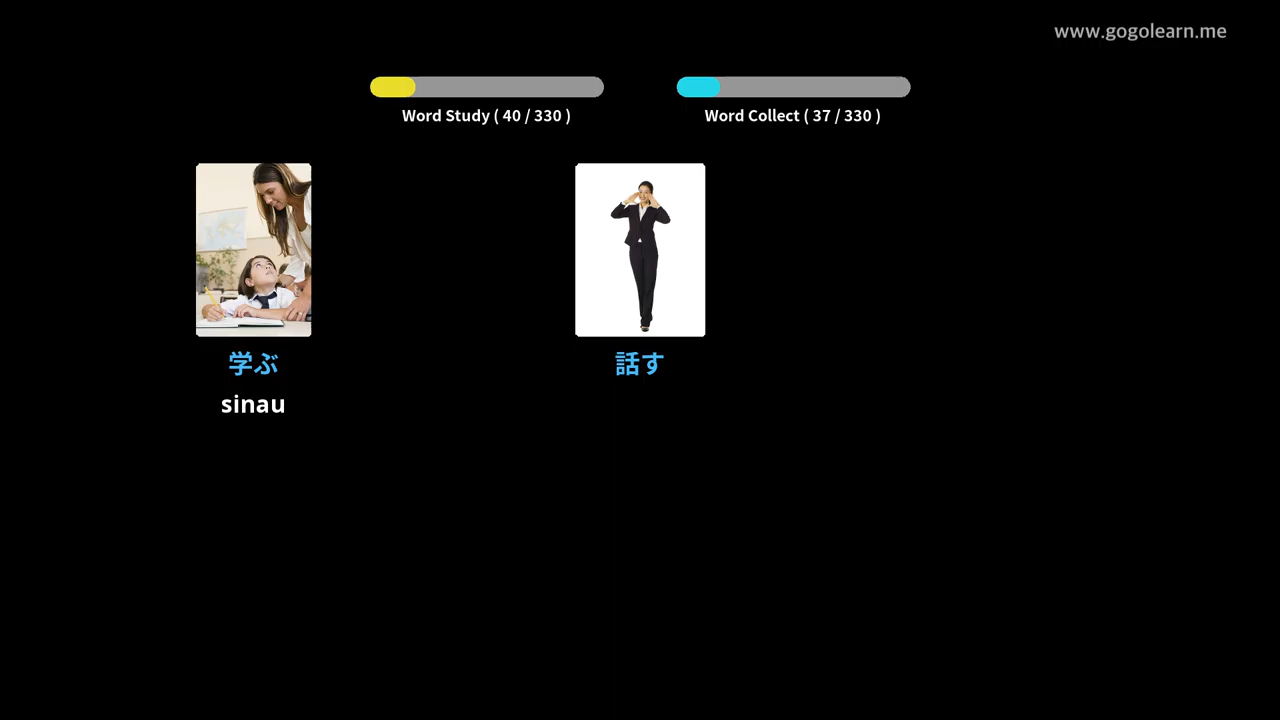 www.gogolearn.me
Word Study ( 40 / 330 )
Word Collect ( 37 / 330 )
学ぶ
話す
sinau